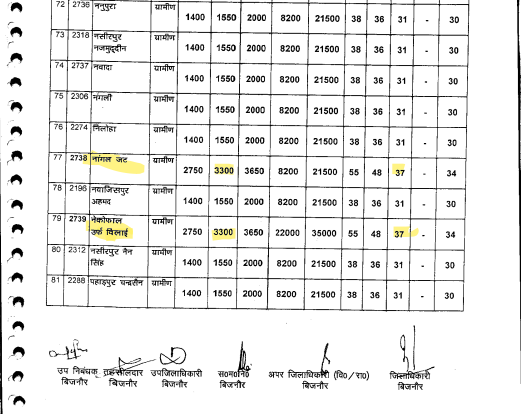 72 2736 ननुपुरा ग्रामीण 1400 1550 2000 8200 21500 38 36 31 - 30
73 2318 नसीरपुर नजमुद्दीन ग्रामीण 1400 1550 2000 8200 21500 38 36 31 - 30
74 2737 नवादा ग्रामीण 1400 1550 2000 8200 21500 38 36 31 - 30
75 2306 नंगली ग्रामीण 1400 1550 2000 8200 21500 38 36 31 - 30
76 2274 निलोहा ग्रामीण 1400 1550 2000 8200 21500 38 36 31 - 30
77 2738 नांगल जट ग्रामीण 2750 3300 3650 8200 21500 55 48 37 - 34
78 2196 नयाजिसपुर अहमद ग्रामीण 1400 1550 2000 8200 21500 38 36 31 - 30
79 2739 नेकोफाल उर्फ विलाई ग्रामीण 2750 3300 3650 22000 35000 55 48 37 - 34
80 2312 नसीरपुर नैन सिंह ग्रामीण 1400 1550 2000 8200 21500 38 36 31 - 30
81 2288 पहाड़पुर चन्द्रसैन ग्रामीण 1400 1550 2000 8200 21500 38 36 31 - 30
उप निबंधक तहसीलदार उपजिलाधिकारी स०म०नि० अपर जिलाधिकारी (वि० / रा०) जिलाधिकारी
बिजनौर बिजनौर बिजनौर बिजनौर बिजनौर बिजनौर